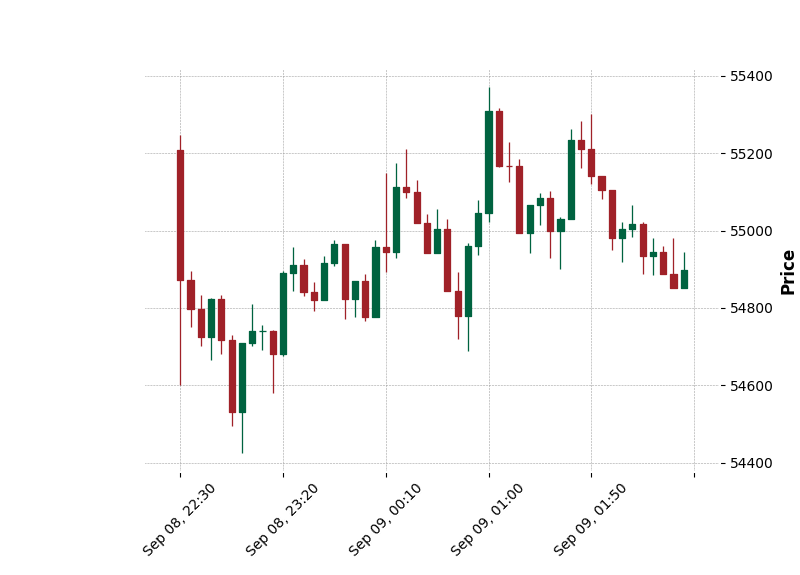 55400
55200
55000
54800
54600
54400
Price
Sep 08, 22:30
Sep 08, 23:20
Sep 09, 00:10
Sep 09, 01:00
Sep 09, 01:50